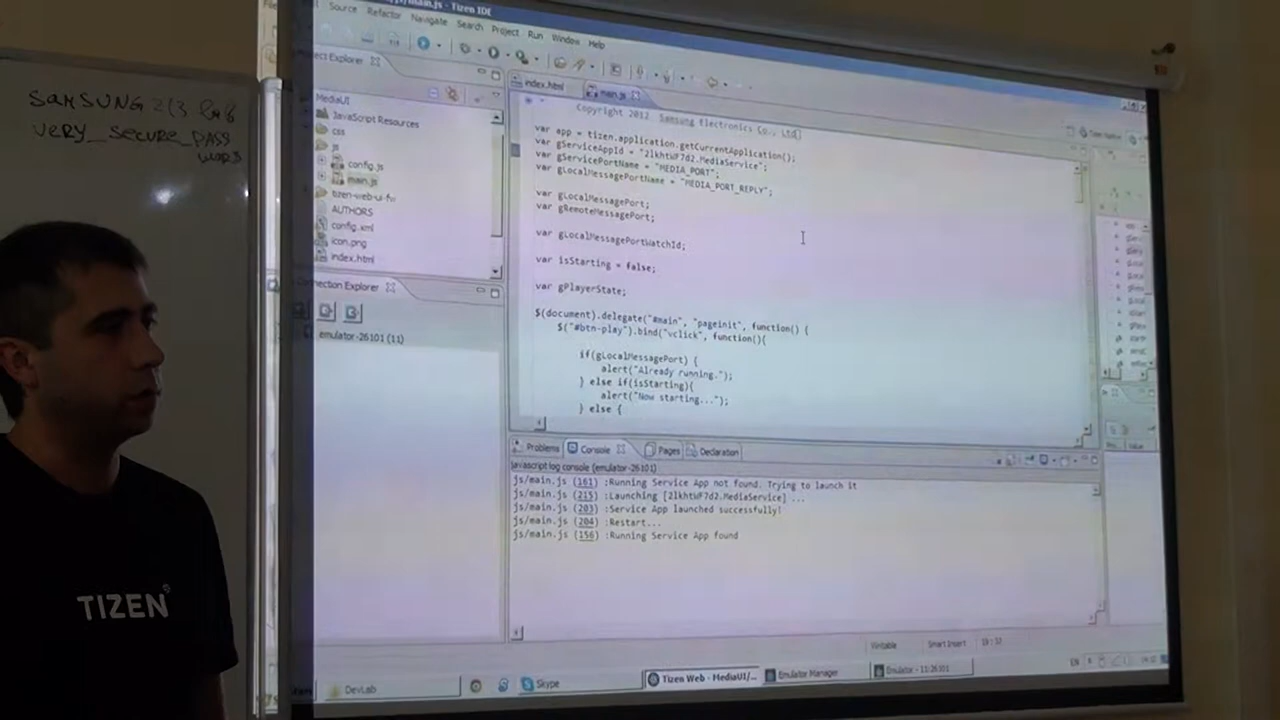 VERY_SECURE_PASS
WORD
TIZEN
main.js - Tizen IDE
Source Refactor Navigate Search Project Run Window Help
Explorer
MediaUI
JavaScript Resources
css
js
config.js
main.js
tizen-web-ui-fw
AUTHORS
config.xml
icon.png
index.html
Connection Explorer
emulator-26101 (11)
index.html main.js
Copyright 2012 Samsung Electronics Co., Ltd
var app = tizen.application.getCurrentApplication();
var gServiceAppId = "2lkhtWF7d2.MediaService";
var gServicePortName = "MEDIA_PORT";
var gLocalMessagePortName = "MEDIA_PORT_REPLY";
var gLocalMessagePort;
var gRemoteMessagePort;
var gLocalMessagePortWatchId;
var isStarting = false;
var gPlayerState;
$(document).delegate("#main", "pageinit", function() {
$("#btn-play").bind("vclick", function(){
if(gLocalMessagePort) {
alert("Already running.");
} else if(isStarting){
alert("Now starting...");
} else {
Problems Console Pages Declaration
javascript log console (emulator-26101)
js/main.js (161) :Running Service App not found. Trying to launch it
js/main.js (215) :Launching [2lkhtWF7d2.MediaService] ...
js/main.js (203) :Service App launched successfully!
js/main.js (204) :Restart...
js/main.js (156) :Running Service App found
Writable Smart Insert
DevLab Skype Tizen Web - MediaUI/... Emulator Manager Emulator - 11:26101
EN